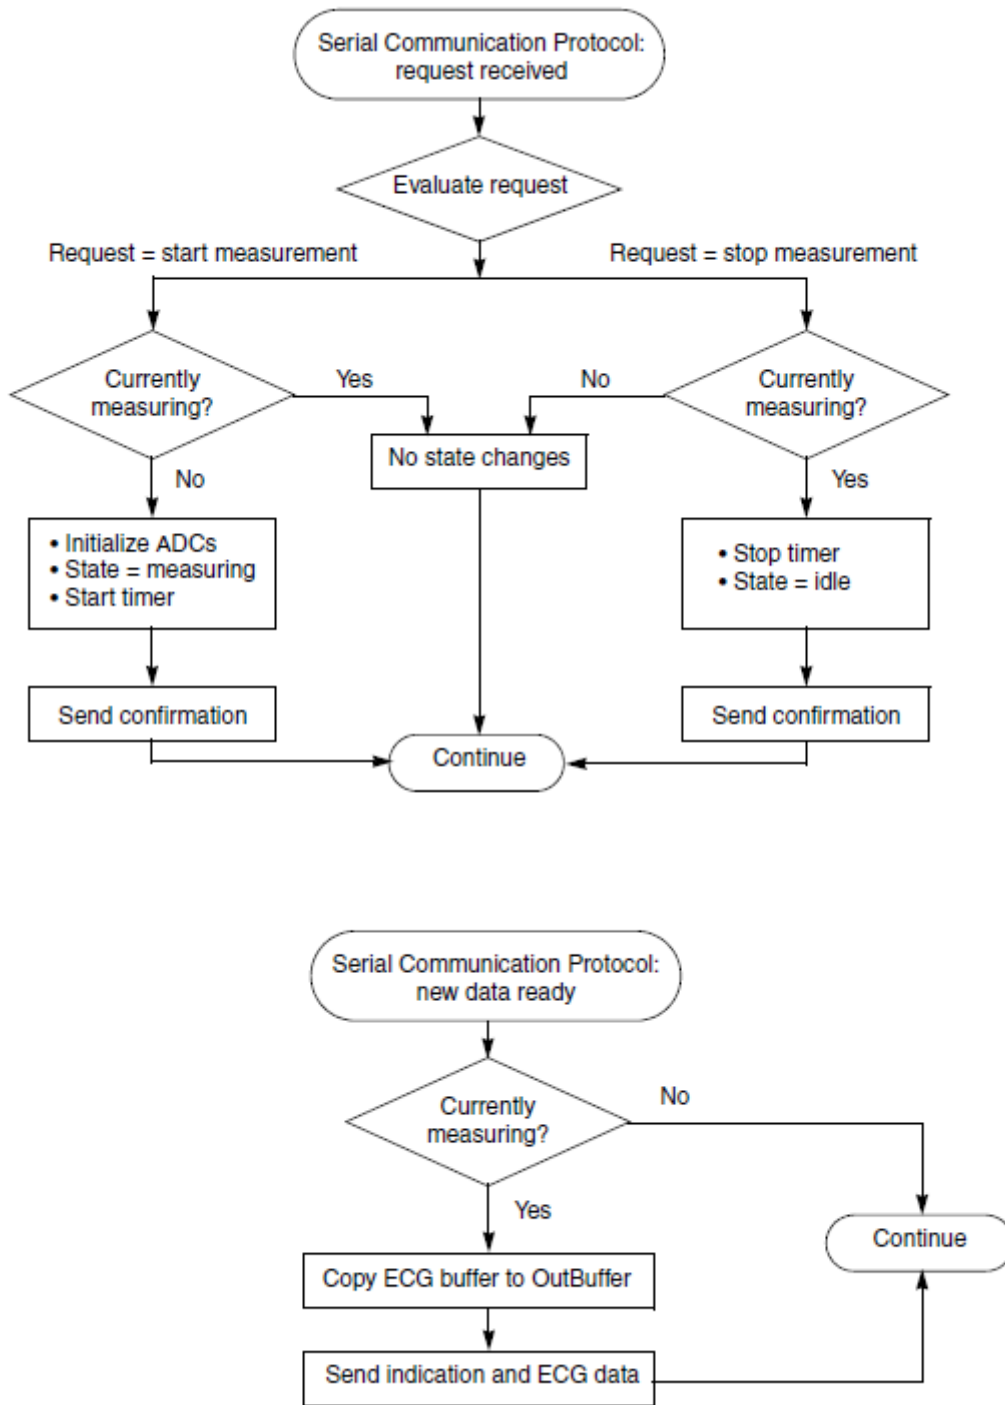 Serial Communication Protocol:
request received
Evaluate request
Request = start measurement
Request = stop measurement
Currently
measuring?
Yes
No
Currently
measuring?
No state changes
No
Yes
• Initialize ADCs
• State = measuring
• Start timer
• Stop timer
• State = idle
Send confirmation
Send confirmation
Continue
Serial Communication Protocol:
new data ready
Currently
measuring?
No
Yes
Continue
Copy ECG buffer to OutBuffer
Send indication and ECG data